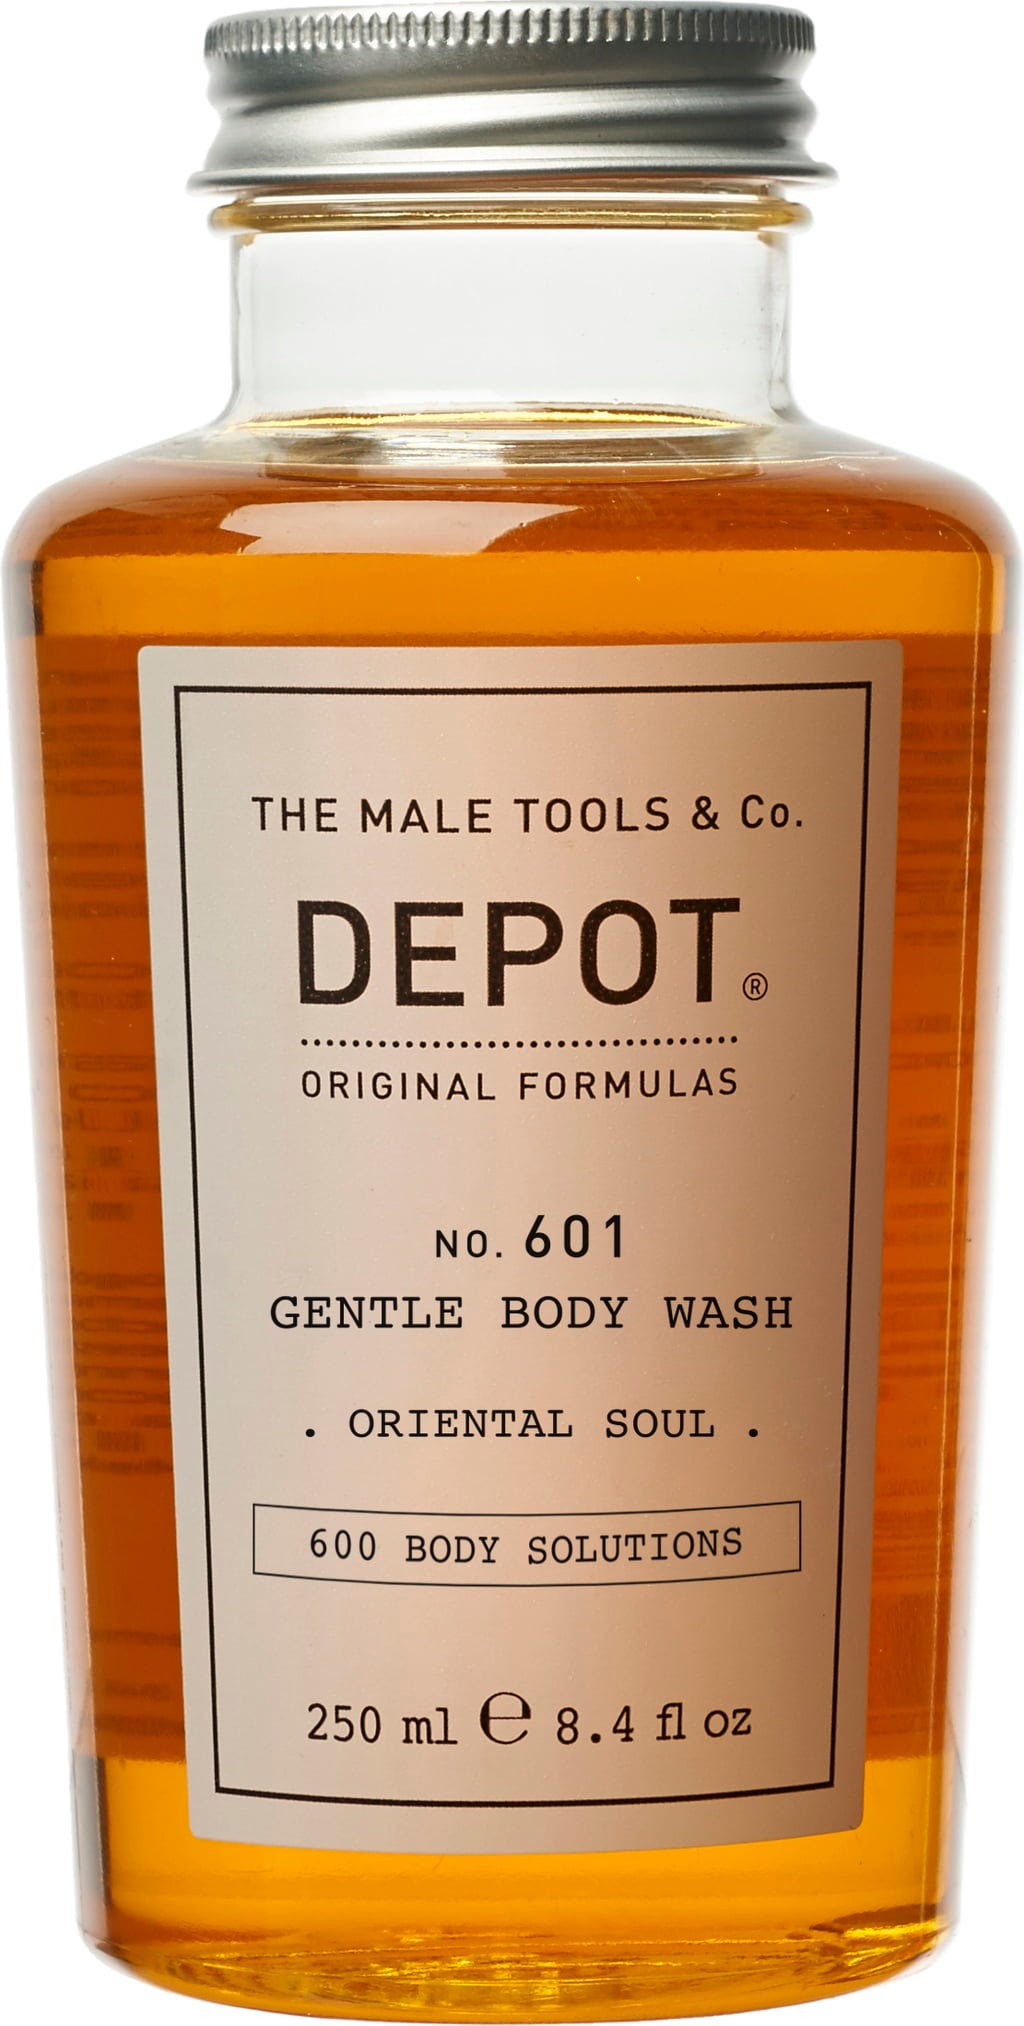 THE MALE TOOLS & Co.
DEPOT®
ORIGINAL FORMULAS
NO. 601
GENTLE BODY WASH
. ORIENTAL SOUL .
600 BODY SOLUTIONS
250 ml ℮ 8.4 fl oz